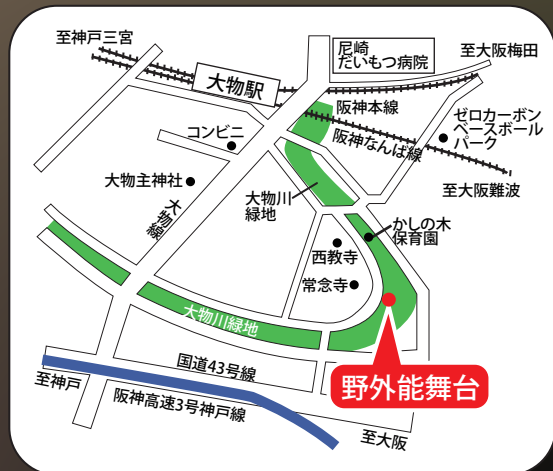 至神戸三宮
尼崎
だいもつ病院
至大阪梅田
大物駅
阪神本線
ゼロカーボン
ベースボール
パーク
コンビニ
阪神なんば線
大物主神社
至大阪難波
大物川
緑地
大物線
かしの木
保育園
西教寺
常念寺
大物川緑地
国道43号線
野外能舞台
至神戸
阪神高速3号神戸線
至大阪